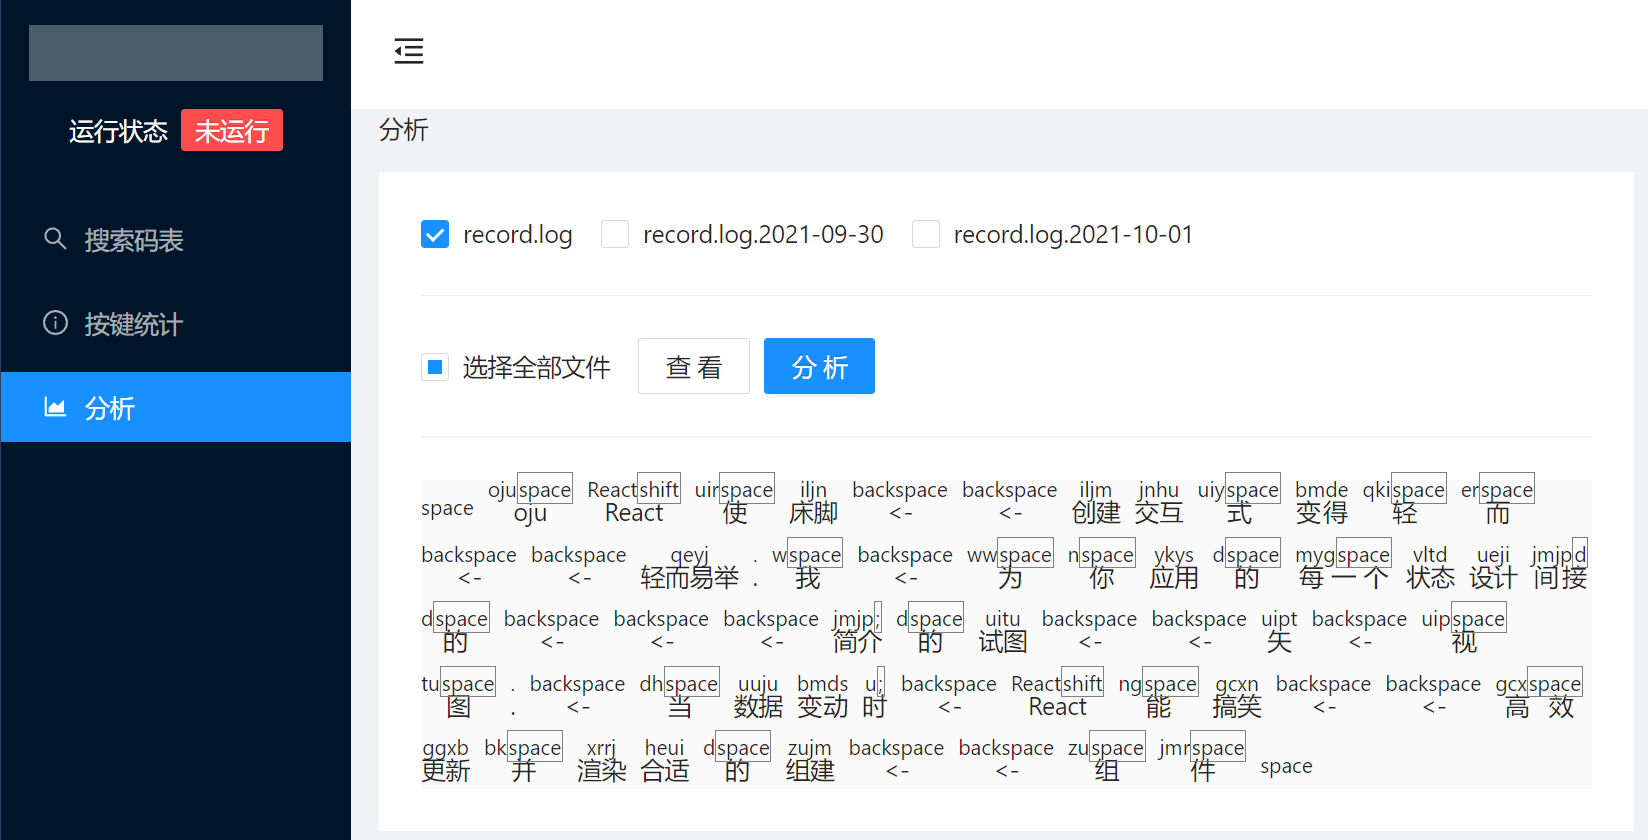 运行状态 未运行
搜索码表
按键统计
分析
分析
record.log record.log.2021-09-30 record.log.2021-10-01
选择全部文件 查 看 分 析
space ojuspace Reactshift uirspace iljn backspace backspace iljm jnhu uiyspace bmde qkispace erspace
oju React 使 床脚 <- <- 创建 交互 式 变得 轻 而
backspace backspace qeyj . wspace backspace wwspace nspace ykys dspace mygspace vltd ueji jmjpd
<- <- 轻而易举 . 我 <- 为 你 应用 的 每一个 状态 设计 间接
dspace backspace backspace backspace jmjp; dspace uitu backspace backspace uipt backspace uipspace
的 <- <- <- 简介 的 试图 <- <- 矢 <- 视
tuspace . backspace dhspace uuju bmds u; backspace Reactshift ngspace gcxn backspace backspace gcxspace
图 . <- 当 数据 变动 时 <- React 能 搞笑 <- <- 高效
ggxb bkspace xrrj heui dspace zujm backspace backspace zuspace jmrspace space
更新 并 渲染 合适 的 组建 <- <- 组 件